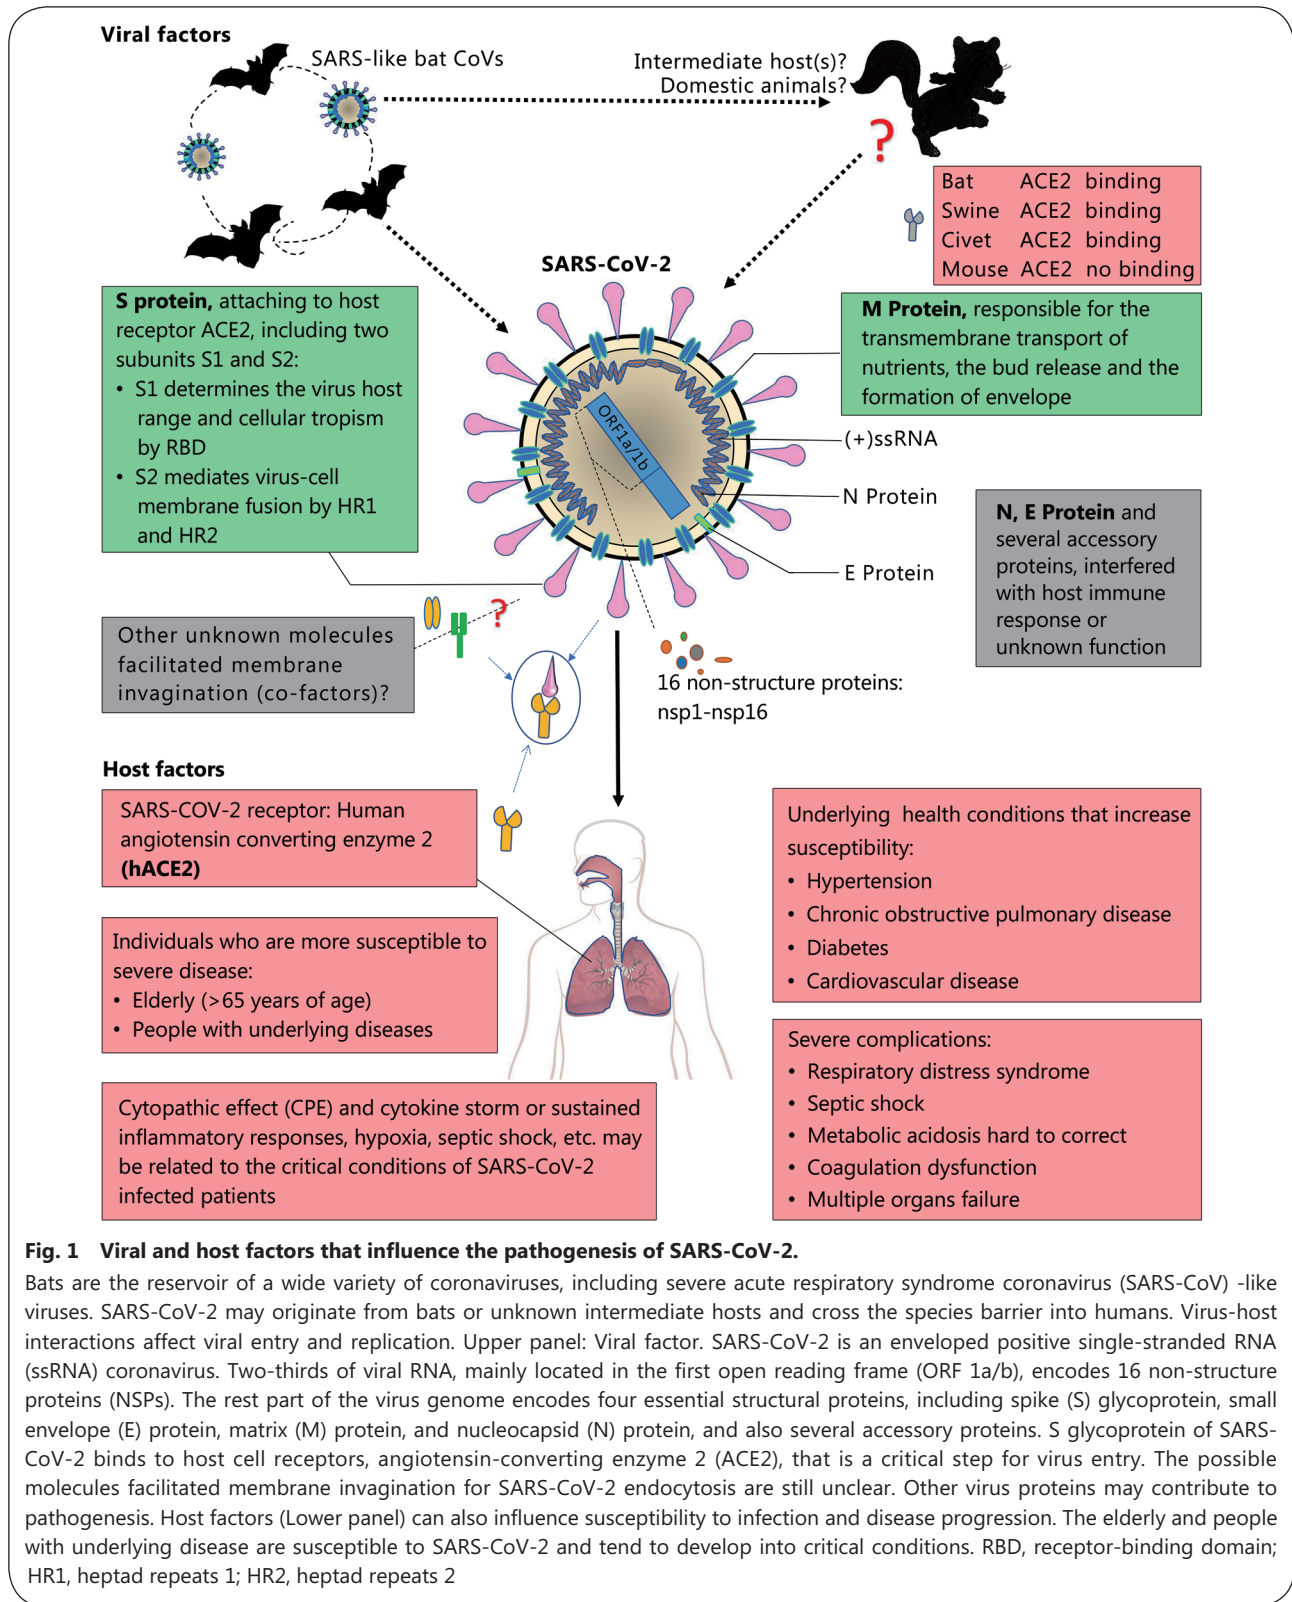 Viral factors
SARS-like bat CoVs
Intermediate host(s)?
Domestic animals?
?
Bat ACE2 binding
Swine ACE2 binding
Civet ACE2 binding
Mouse ACE2 no binding
SARS-CoV-2
S protein, attaching to host
receptor ACE2, including two
subunits S1 and S2:
• S1 determines the virus host
range and cellular tropism
by RBD
• S2 mediates virus-cell
membrane fusion by HR1
and HR2
M Protein, responsible for the
transmembrane transport of
nutrients, the bud release and the
formation of envelope
ORF1a/1b
(+)ssRNA
N Protein
E Protein
N, E Protein and
several accessory
proteins, interfered
with host immune
response or
unknown function
?
Other unknown molecules
facilitated membrane
invagination (co-factors)?
16 non-structure proteins:
nsp1-nsp16
Host factors
SARS-COV-2 receptor: Human
angiotensin converting enzyme 2
(hACE2)
Individuals who are more susceptible to
severe disease:
• Elderly (>65 years of age)
• People with underlying diseases
Cytopathic effect (CPE) and cytokine storm or sustained
inflammatory responses, hypoxia, septic shock, etc. may
be related to the critical conditions of SARS-CoV-2
infected patients
Underlying health conditions that increase
susceptibility:
• Hypertension
• Chronic obstructive pulmonary disease
• Diabetes
• Cardiovascular disease
Severe complications:
• Respiratory distress syndrome
• Septic shock
• Metabolic acidosis hard to correct
• Coagulation dysfunction
• Multiple organs failure
Fig. 1 Viral and host factors that influence the pathogenesis of SARS-CoV-2.
Bats are the reservoir of a wide variety of coronaviruses, including severe acute respiratory syndrome coronavirus (SARS-CoV) -like
viruses. SARS-CoV-2 may originate from bats or unknown intermediate hosts and cross the species barrier into humans. Virus-host
interactions affect viral entry and replication. Upper panel: Viral factor. SARS-CoV-2 is an enveloped positive single-stranded RNA
(ssRNA) coronavirus. Two-thirds of viral RNA, mainly located in the first open reading frame (ORF 1a/b), encodes 16 non-structure
proteins (NSPs). The rest part of the virus genome encodes four essential structural proteins, including spike (S) glycoprotein, small
envelope (E) protein, matrix (M) protein, and nucleocapsid (N) protein, and also several accessory proteins. S glycoprotein of SARS-
CoV-2 binds to host cell receptors, angiotensin-converting enzyme 2 (ACE2), that is a critical step for virus entry. The possible
molecules facilitated membrane invagination for SARS-CoV-2 endocytosis are still unclear. Other virus proteins may contribute to
pathogenesis. Host factors (Lower panel) can also influence susceptibility to infection and disease progression. The elderly and people
with underlying disease are susceptible to SARS-CoV-2 and tend to develop into critical conditions. RBD, receptor-binding domain;
HR1, heptad repeats 1; HR2, heptad repeats 2